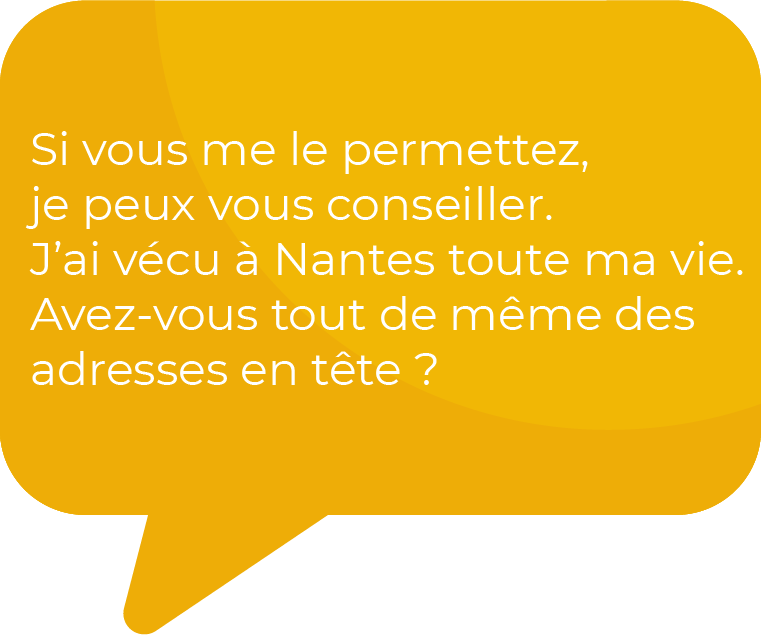 Si vous me le permettez,
je peux vous conseiller.
J’ai vécu à Nantes toute ma vie.
Avez-vous tout de même des
adresses en tête ?